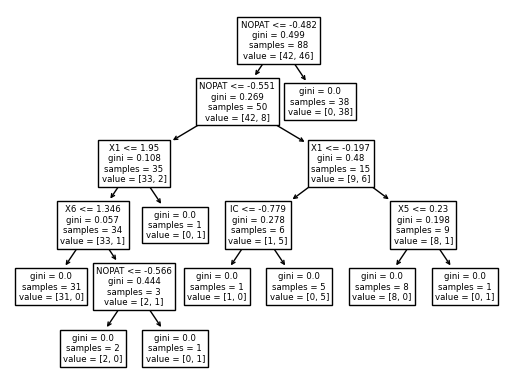 NOPAT <= -0.482
gini = 0.499
samples = 88
value = [42, 46]
NOPAT <= -0.551
gini = 0.269
samples = 50
value = [42, 8]
gini = 0.0
samples = 38
value = [0, 38]
X1 <= 1.95
gini = 0.108
samples = 35
value = [33, 2]
X1 <= -0.197
gini = 0.48
samples = 15
value = [9, 6]
X6 <= 1.346
gini = 0.057
samples = 34
value = [33, 1]
gini = 0.0
samples = 1
value = [0, 1]
IC <= -0.779
gini = 0.278
samples = 6
value = [1, 5]
X5 <= 0.23
gini = 0.198
samples = 9
value = [8, 1]
gini = 0.0
samples = 31
value = [31, 0]
NOPAT <= -0.566
gini = 0.444
samples = 3
value = [2, 1]
gini = 0.0
samples = 1
value = [1, 0]
gini = 0.0
samples = 5
value = [0, 5]
gini = 0.0
samples = 8
value = [8, 0]
gini = 0.0
samples = 1
value = [0, 1]
gini = 0.0
samples = 2
value = [2, 0]
gini = 0.0
samples = 1
value = [0, 1]